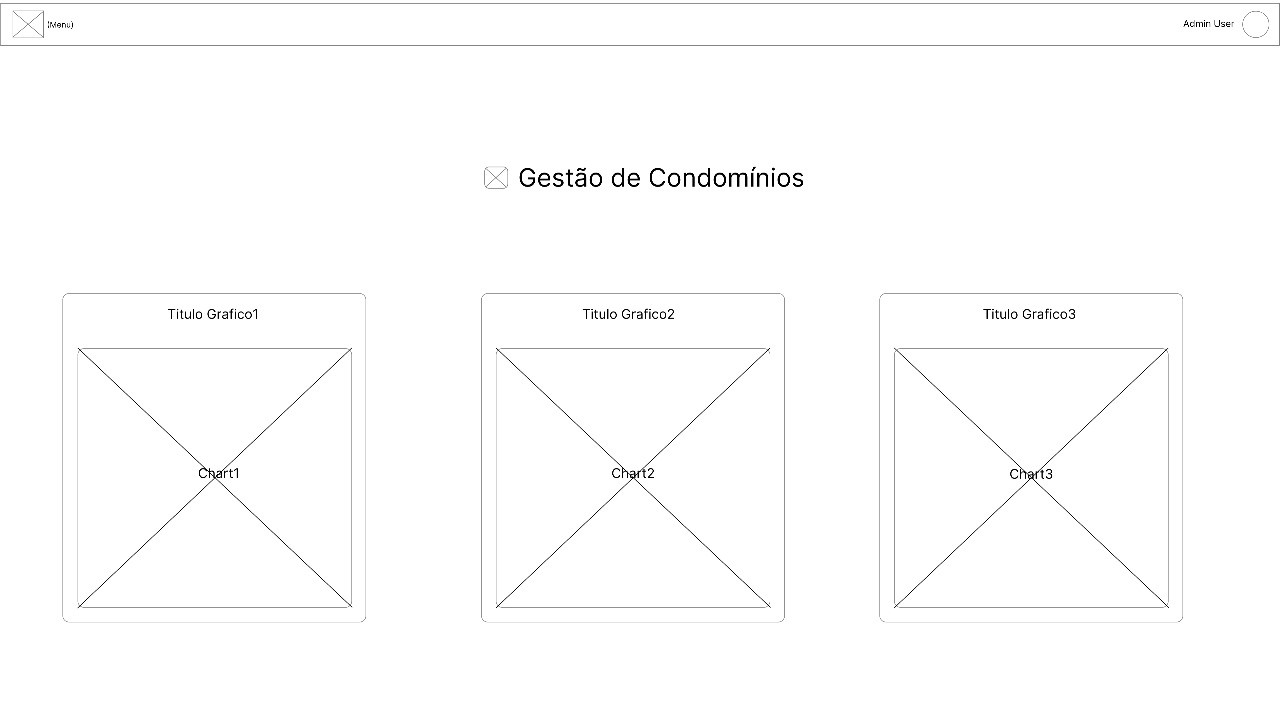 (Menu)
Admin User
Gestão de Condomínios
Titulo Grafico1
Titulo Grafico2
Titulo Grafico3
Chart1
Chart2
Chart3